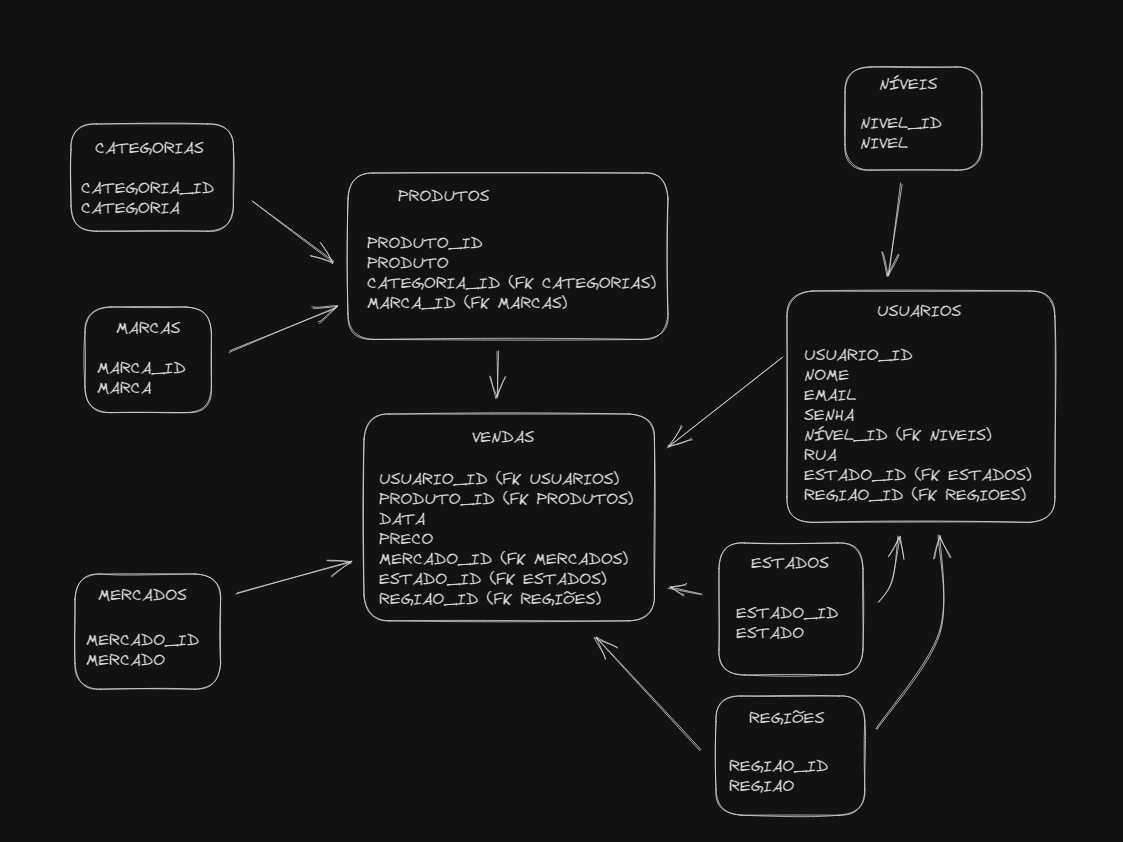 NÍVEIS
NIVEL_ID
NIVEL
CATEGORIAS
CATEGORIA_ID
CATEGORIA
PRODUTOS
PRODUTO_ID
PRODUTO
CATEGORIA_ID (FK CATEGORIAS)
MARCA_ID (FK MARCAS)
MARCAS
MARCA_ID
MARCA
USUARIOS
USUARIO_ID
NOME
EMAIL
SENHA
NÍVEL_ID (FK NIVEIS)
RUA
ESTADO_ID (FK ESTADOS)
REGIAO_ID (FK REGIOES)
VENDAS
USUARIO_ID (FK USUARIOS)
PRODUTO_ID (FK PRODUTOS)
DATA
PRECO
MERCADO_ID (FK MERCADOS)
ESTADO_ID (FK ESTADOS)
REGIAO_ID (FK REGIÕES)
MERCADOS
MERCADO_ID
MERCADO
ESTADOS
ESTADO_ID
ESTADO
REGIÕES
REGIAO_ID
REGIAO